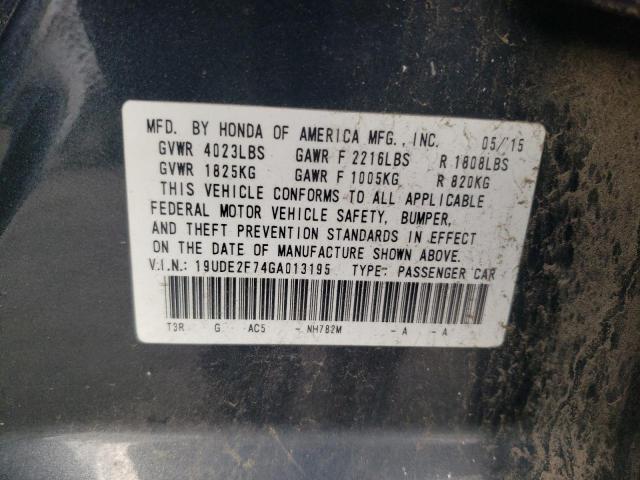 MFD. BY HONDA OF AMERICA MFG., INC. 05/'15
GVWR 4023LBS GAWR F 2216LBS R 1808LBS
GVWR 1825KG GAWR F 1005KG R 820KG
THIS VEHICLE CONFORMS TO ALL APPLICABLE
FEDERAL MOTOR VEHICLE SAFETY, BUMPER,
AND THEFT PREVENTION STANDARDS IN EFFECT
ON THE DATE OF MANUFACTURE SHOWN ABOVE.
V.I.N.: 19UDE2F74GA013195 TYPE: PASSENGER CAR
T3R G AC5 - NH782M - A - A